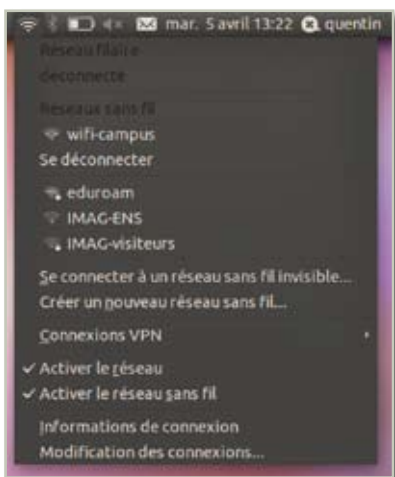 mar. 5 avril 13:22 quentin
Réseau filaire
déconnecté
Réseaux sans fil
wifi-campus
Se déconnecter
eduroam
IMAG-ENS
IMAG-visiteurs
Se connecter à un réseau sans fil invisible...
Créer un nouveau réseau sans fil...
Connexions VPN
Activer le réseau
Activer le réseau sans fil
Informations de connexion
Modification des connexions...